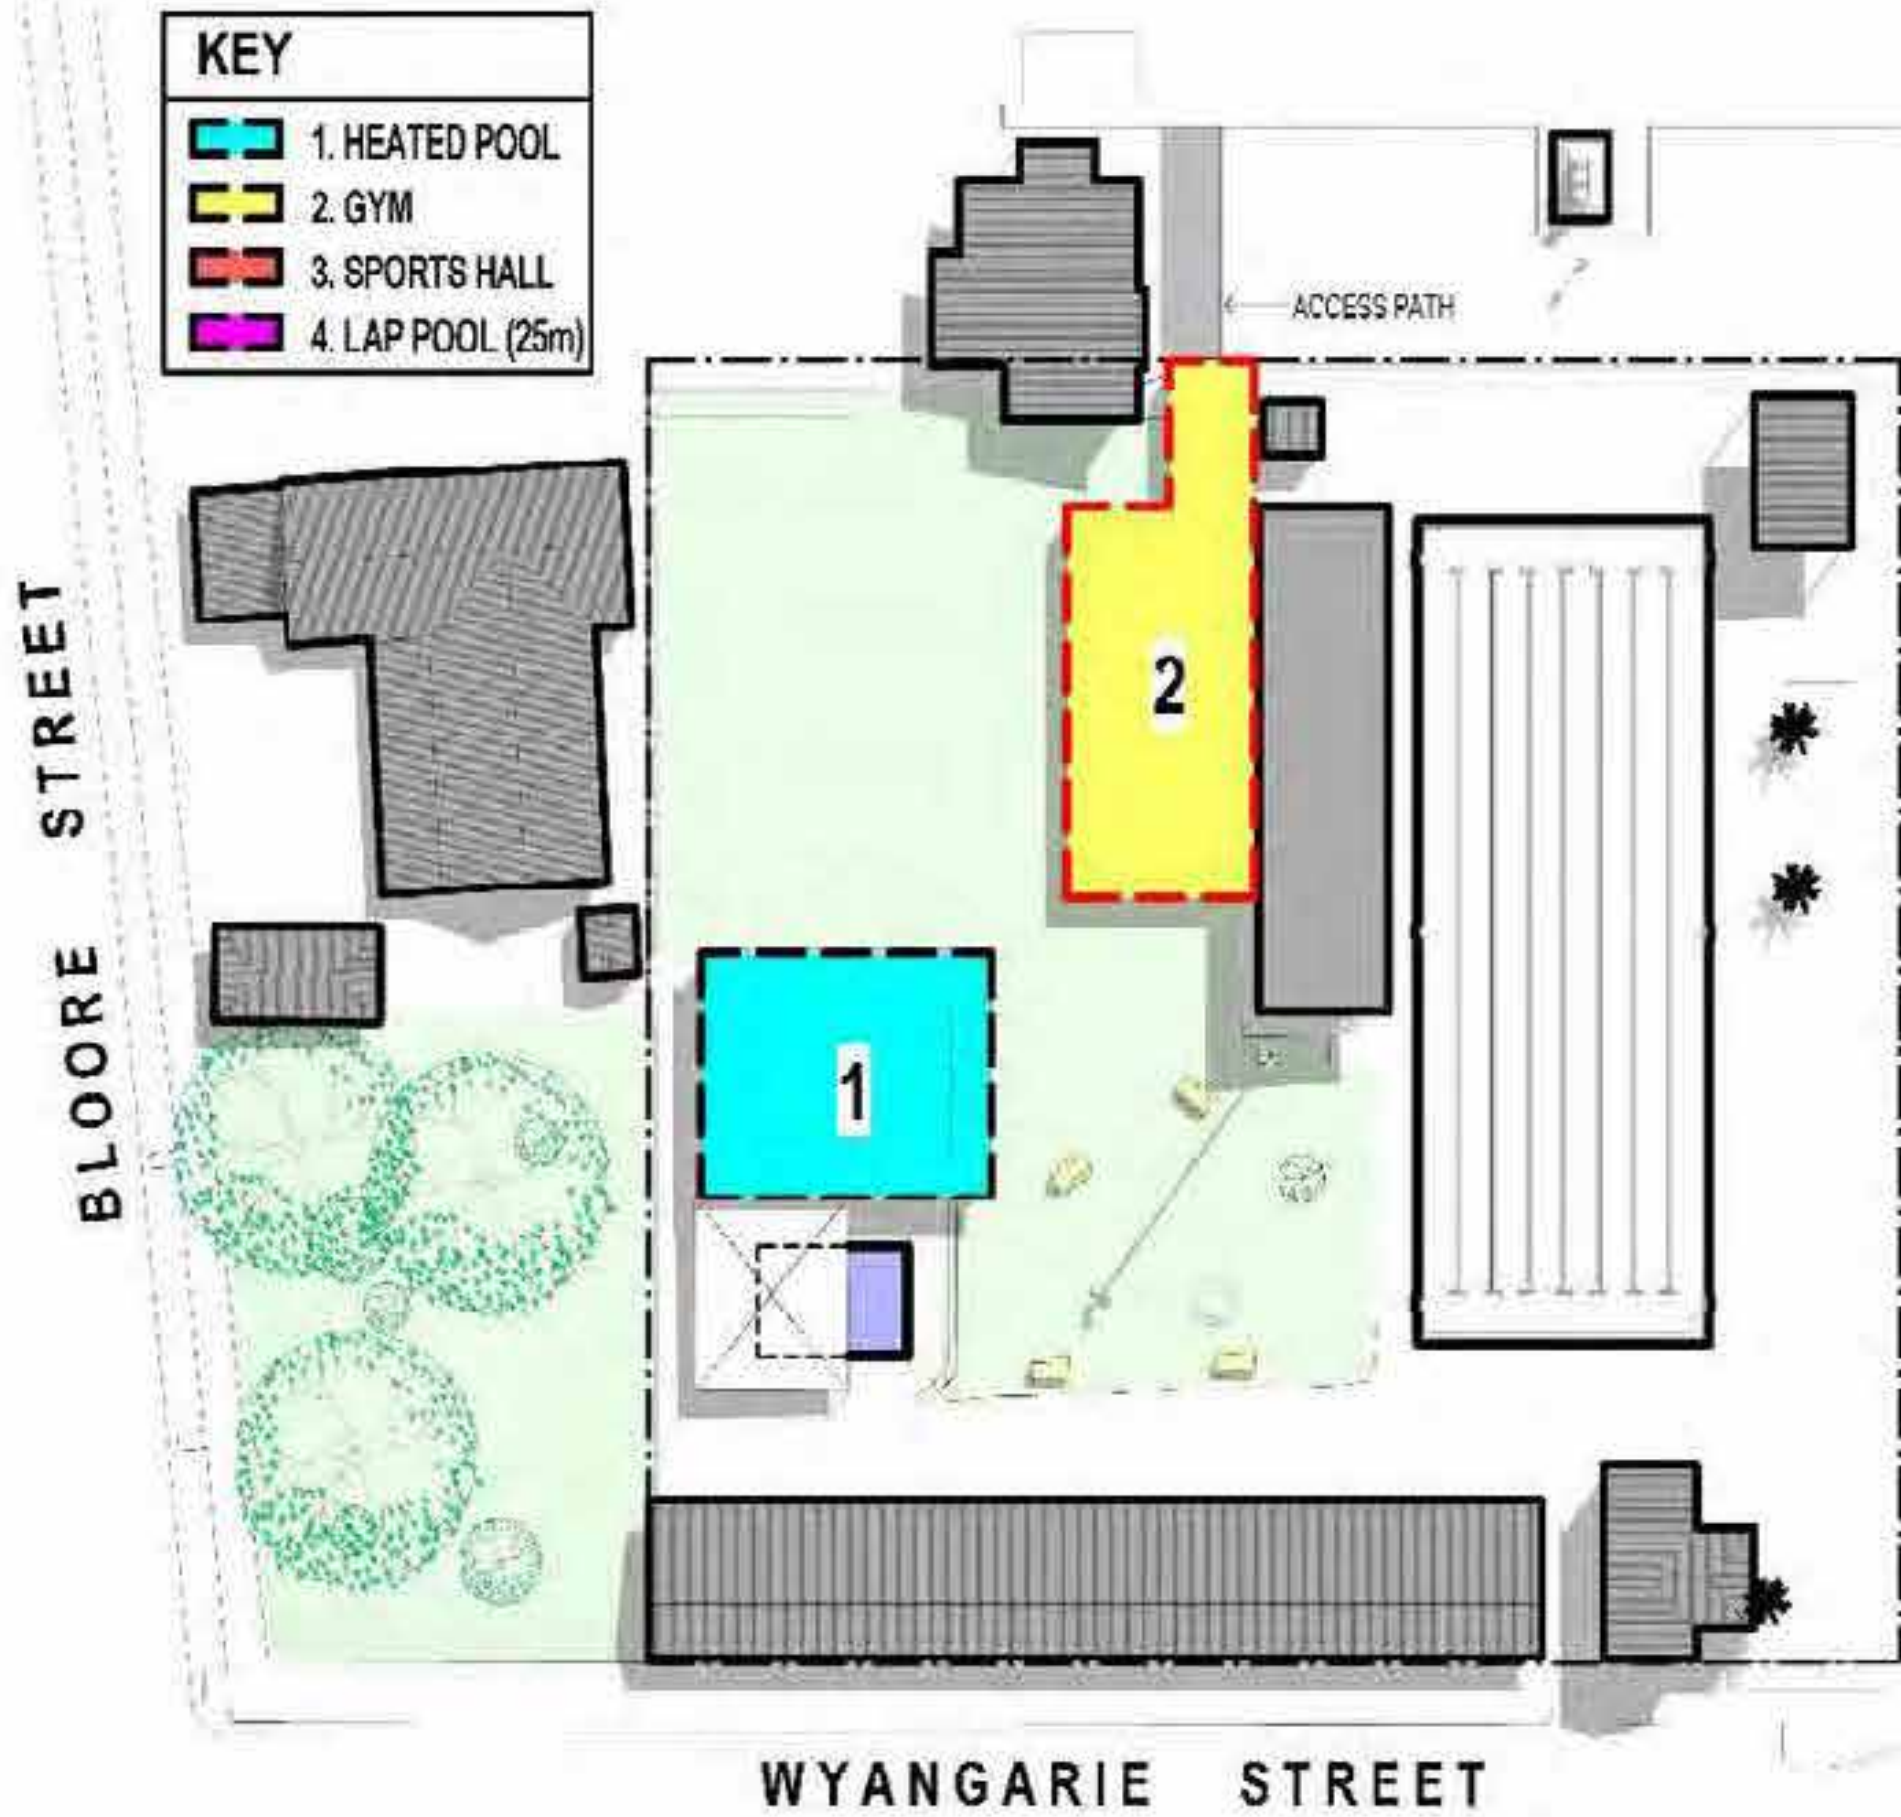 KEY
1. HEATED POOL
2. GYM
3. SPORTS HALL
4. LAP POOL (25m)
ACCESS PATH
2
1
BLOORE STREET
WYANGARIE STREET